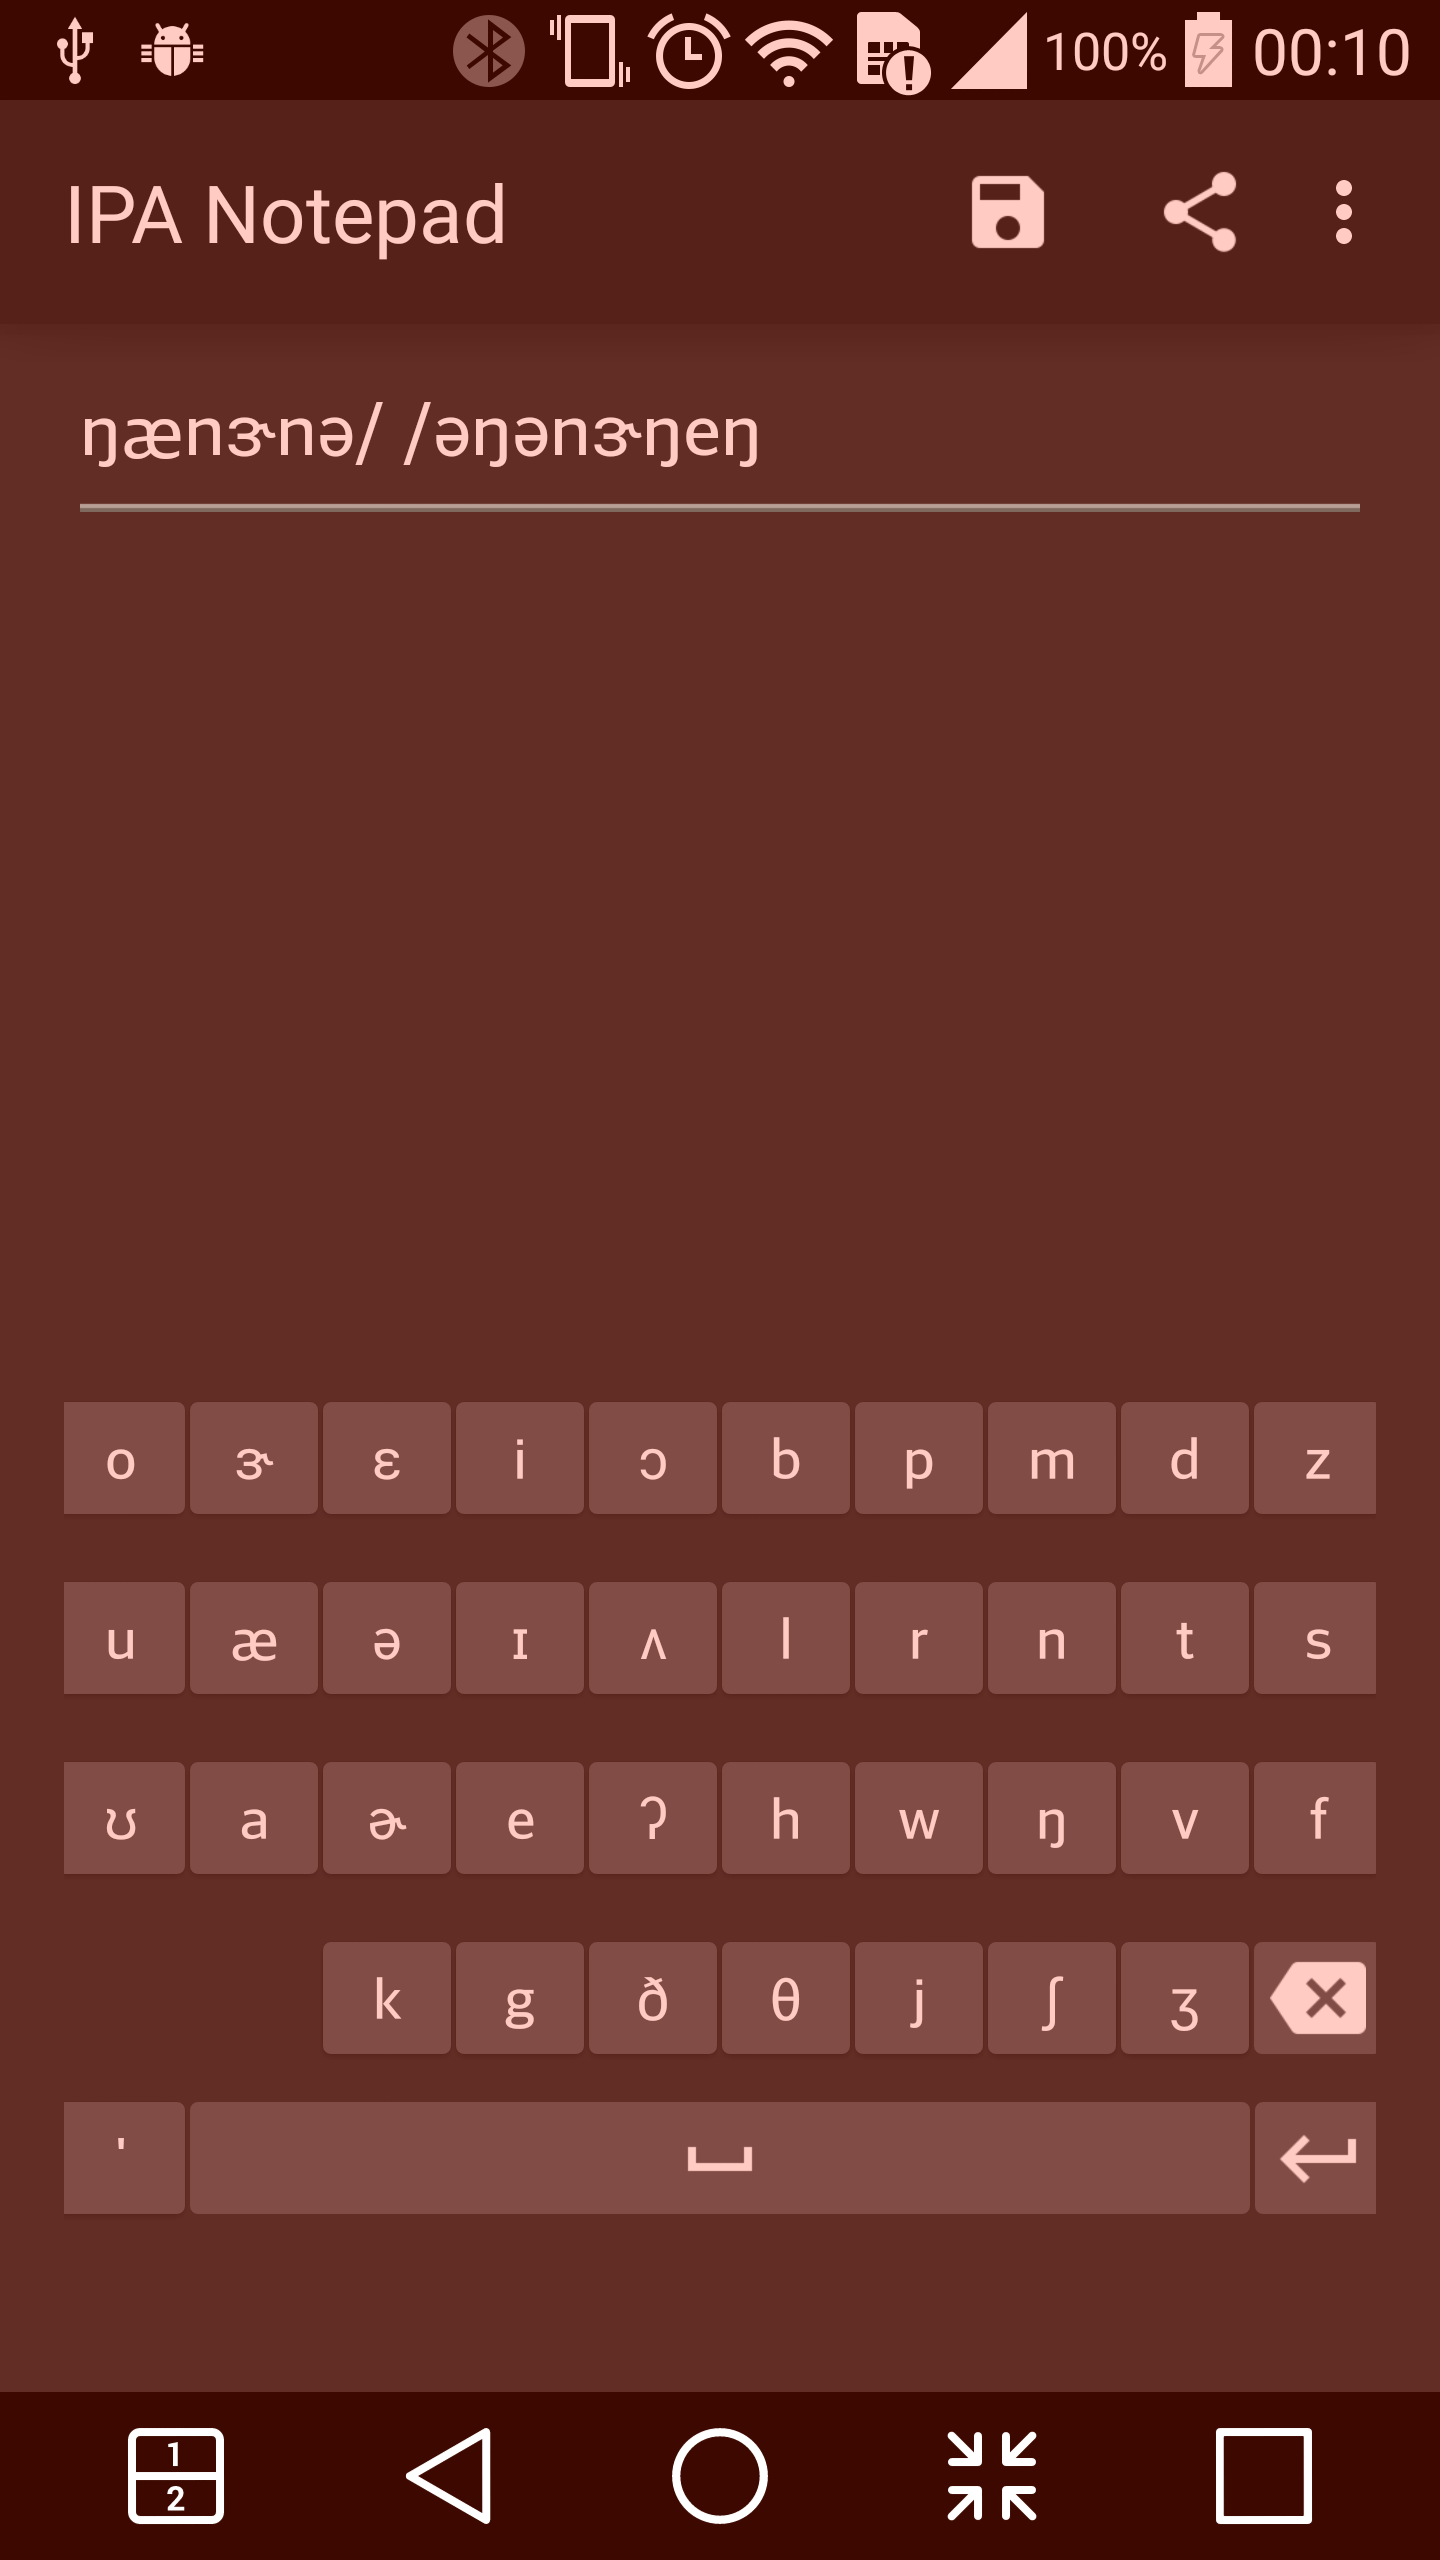 100% 00:10
IPA Notepad
ŋænɝnə/ /əŋənɝŋeŋ
o ɝ ɛ i ɔ b p m d z
u æ ə ɪ ʌ l r n t s
ʊ a ɚ e ʔ h w ŋ v f
k g ð θ j ʃ ʒ
'
1
2